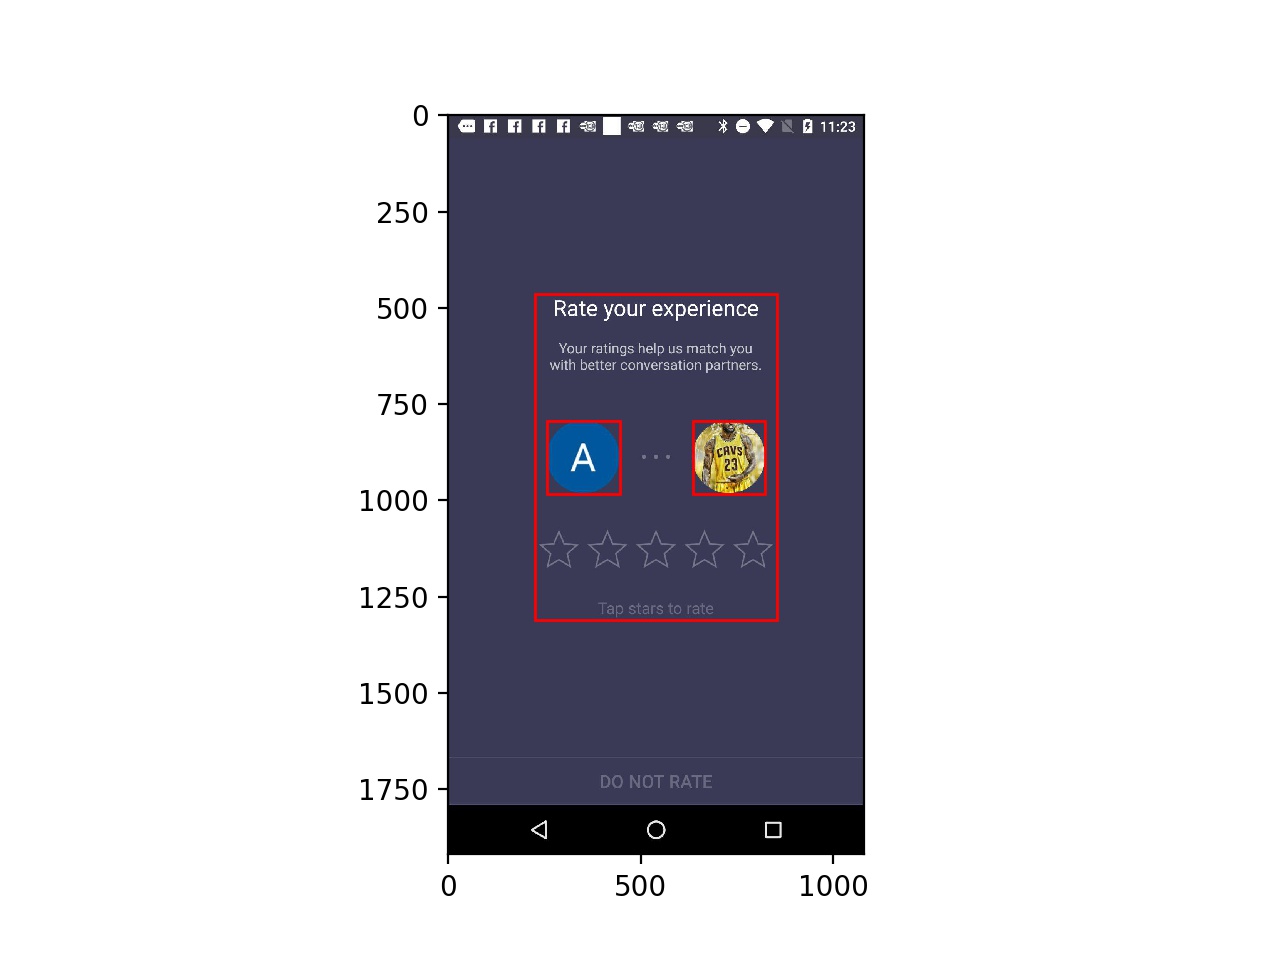 0
250
500
750
1000
1250
1500
1750
0
500
1000
11:23
Rate your experience
Your ratings help us match you
with better conversation partners.
A
CAVS
23
Tap stars to rate
DO NOT RATE